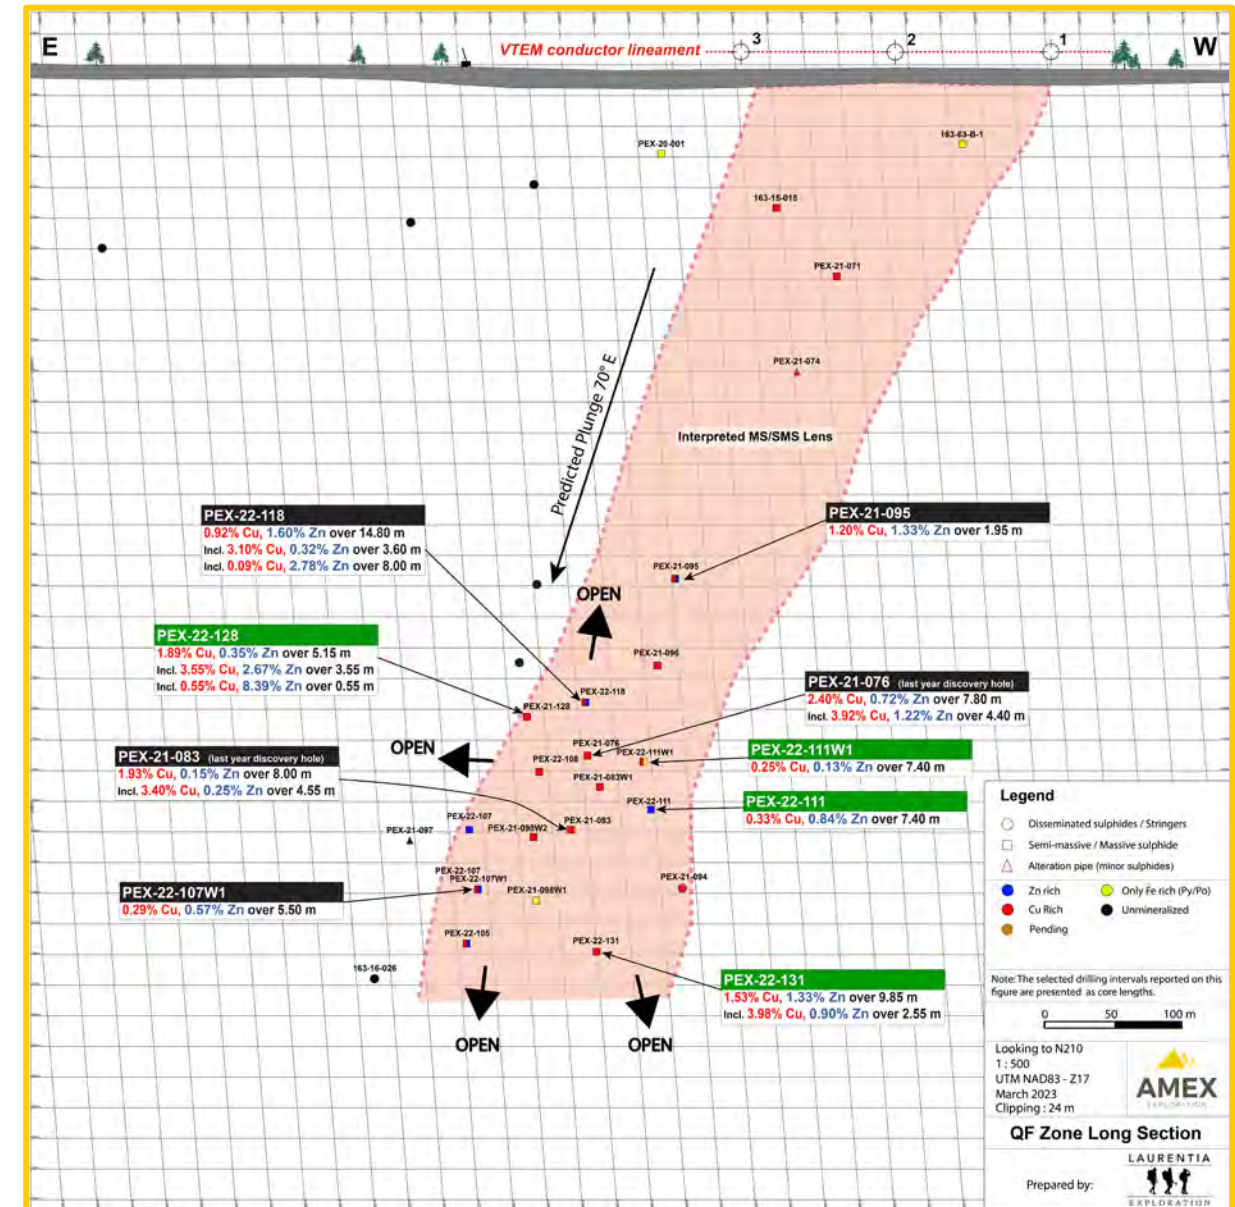 E
VTEM conductor lineament
3
2
1
W
PEX-20-001
163-63-B-1
163-15-015
PEX-21-071
PEX-21-074
Predicted Plunge 70° E
Interpreted MS/SMS Lens
PEX-22-118
0.92% Cu, 1.60% Zn over 14.80 m
Incl. 3.10% Cu, 0.32% Zn over 3.60 m
Incl. 0.09% Cu, 2.78% Zn over 8.00 m
PEX-21-095
1.20% Cu, 1.33% Zn over 1.95 m
PEX-21-095
OPEN
PEX-22-128
1.89% Cu, 0.35% Zn over 5.15 m
Incl. 3.55% Cu, 2.67% Zn over 3.55 m
Incl. 0.55% Cu, 8.39% Zn over 0.55 m
PEX-21-096
PEX-21-076 (last year discovery hole)
2.40% Cu, 0.72% Zn over 7.80 m
Incl. 3.92% Cu, 1.22% Zn over 4.40 m
PEX-22-118
PEX-21-128
OPEN
PEX-21-076
PEX-22-111W1
PEX-22-108
PEX-21-083W1
PEX-21-083 (last year discovery hole)
1.93% Cu, 0.15% Zn over 8.00 m
Incl. 3.40% Cu, 0.25% Zn over 4.55 m
PEX-22-111W1
0.25% Cu, 0.13% Zn over 7.40 m
PEX-22-111
PEX-22-111
0.33% Cu, 0.84% Zn over 7.40 m
PEX-22-107
PEX-21-097
PEX-21-098W2
PEX-21-083
PEX-22-107
PEX-22-107W1
PEX-21-098W1
PEX-21-094
PEX-22-107W1
0.29% Cu, 0.57% Zn over 5.50 m
PEX-22-105
PEX-22-131
163-16-026
PEX-22-131
1.53% Cu, 1.33% Zn over 9.85 m
Incl. 3.98% Cu, 0.90% Zn over 2.55 m
OPEN
OPEN
Legend
Disseminated sulphides / Stringers
Semi-massive / Massive sulphide
Alteration pipe (minor sulphides)
Zn rich
Only Fe rich (Py/Po)
Cu Rich
Unmineralized
Pending
Note: The selected drilling intervals reported on this
figure are presented as core lengths.
0 50 100 m
Looking to N210
1 : 500
UTM NAD83 - Z17
March 2023
Clipping : 24 m
AMEX
EXPLORATION
QF Zone Long Section
Prepared by:
LAURENTIA
EXPLORATION